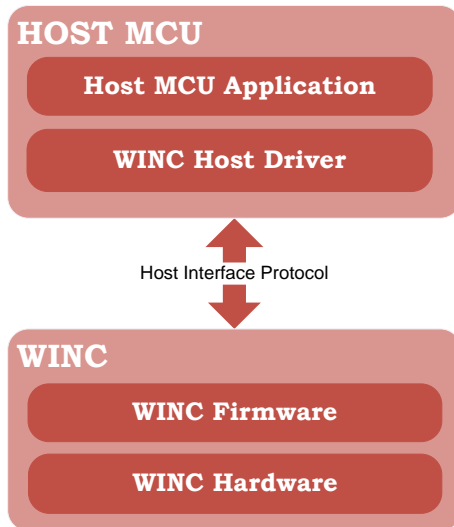 HOST MCU
Host MCU Application
WINC Host Driver
Host Interface Protocol
WINC
WINC Firmware
WINC Hardware